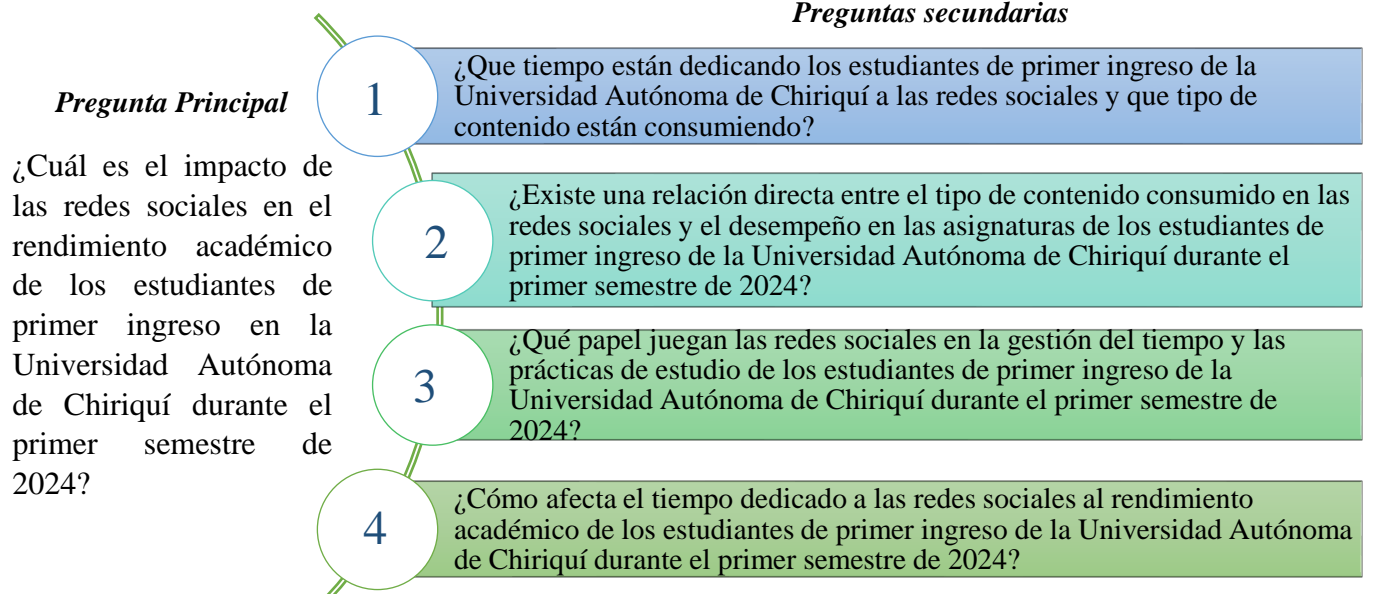 Pregunta Principal
¿Cuál es el impacto de
las redes sociales en el
rendimiento académico
de los estudiantes de
primer ingreso en la
Universidad Autónoma
de Chiriquí durante el
primer semestre de
2024?
Preguntas secundarias
1
¿Que tiempo están dedicando los estudiantes de primer ingreso de la
Universidad Autónoma de Chiriquí a las redes sociales y que tipo de
contenido están consumiendo?
2
¿Existe una relación directa entre el tipo de contenido consumido en las
redes sociales y el desempeño en las asignaturas de los estudiantes de
primer ingreso de la Universidad Autónoma de Chiriquí durante el
primer semestre de 2024?
3
¿Qué papel juegan las redes sociales en la gestión del tiempo y las
prácticas de estudio de los estudiantes de primer ingreso de la
Universidad Autónoma de Chiriquí durante el primer semestre de
2024?
4
¿Cómo afecta el tiempo dedicado a las redes sociales al rendimiento
académico de los estudiantes de primer ingreso de la Universidad Autónoma
de Chiriquí durante el primer semestre de 2024?